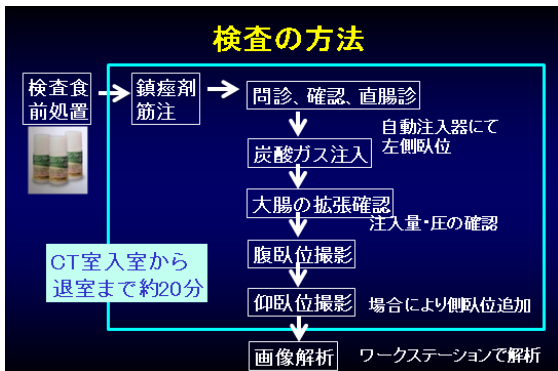 検査の方法
検査食
前処置
鎮痙剤
筋注
問診、確認、直腸診
自動注入器にて
左側臥位
炭酸ガス注入
大腸の拡張確認
注入量・圧の確認
腹臥位撮影
CT室入室から
退室まで約20分
仰臥位撮影
場合により側臥位追加
画像解析
ワークステーションで解析